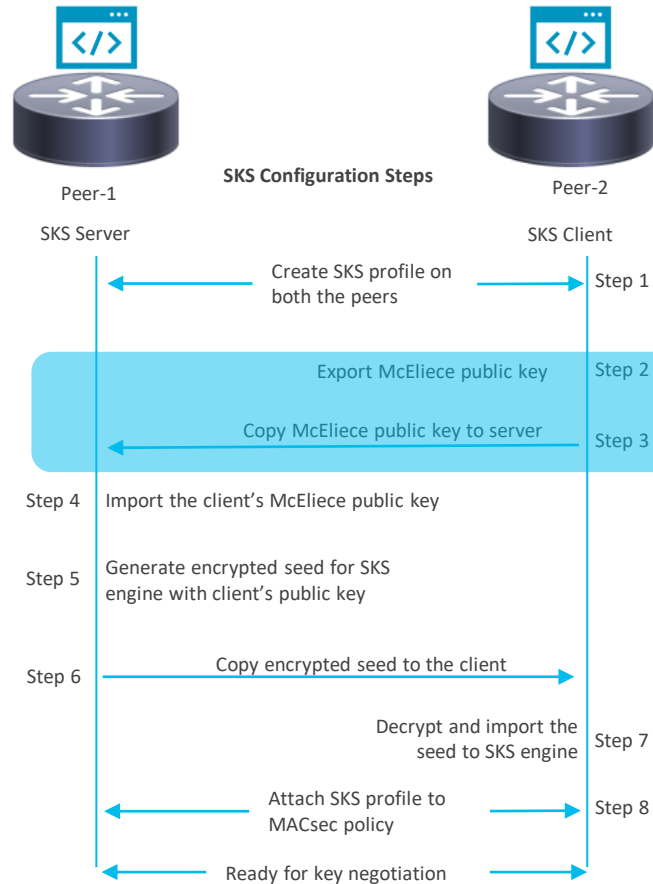 </>
</>
SKS Configuration Steps
Peer-1
Peer-2
SKS Server
SKS Client
Create SKS profile on
both the peers
Step 1
Export McEliece public key
Step 2
Copy McEliece public key to server
Step 3
Step 4
Import the client's McEliece public key
Step 5
Generate encrypted seed for SKS
engine with client's public key
Step 6
Copy encrypted seed to the client
Decrypt and import the
seed to SKS engine
Step 7
Attach SKS profile to
MACsec policy
Step 8
Ready for key negotiation